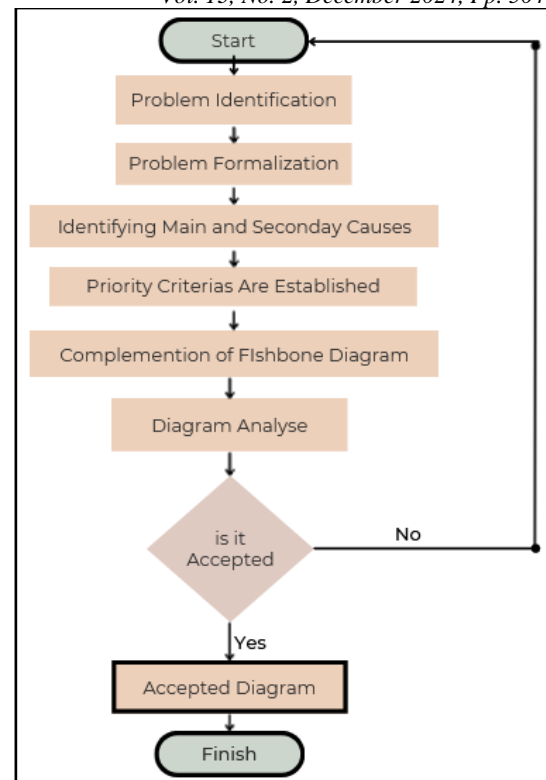 Vol. 13, No. 2, December 2024, Pp. 304
Start
Problem Identification
Problem Formalization
Identifying Main and Seconday Causes
Priority Criterias Are Established
Complemention of FIshbone Diagram
Diagram Analyse
is it
Accepted
No
Yes
Accepted Diagram
Finish